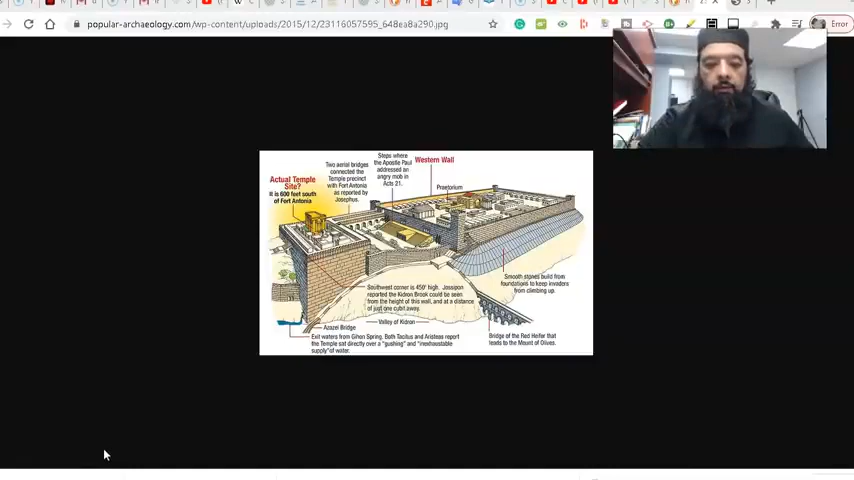 popular-archaeology.com/wp-content/uploads/2015/12/23116057595_648ea8a290.jpg
Error
Actual Temple
Site?
It is 600 feet south
of Fort Antonia
Two aerial bridges
connected the
Temple precinct
with Fort Antonia
as reported by
Josephus.
Steps where
the Apostle Paul
addressed an
angry mob in
Acts 21.
Western Wall
Praetorium
Southwest corner is 450' high. Jossipon
reported the Kidron Brook could be seen
from the height of this wall, and at a distance
of just one cubit away.
Smooth stones build from
foundations to keep invaders
from climbing up.
Azazel Bridge
Valley of Kidron
Exit waters from Gihon Spring. Both Tacitus and Aristeas report
the Temple sat directly over a "gushing" and "inexhaustable
supply" of water.
Bridge of the Red Heifer that
leads to the Mount of Olives.